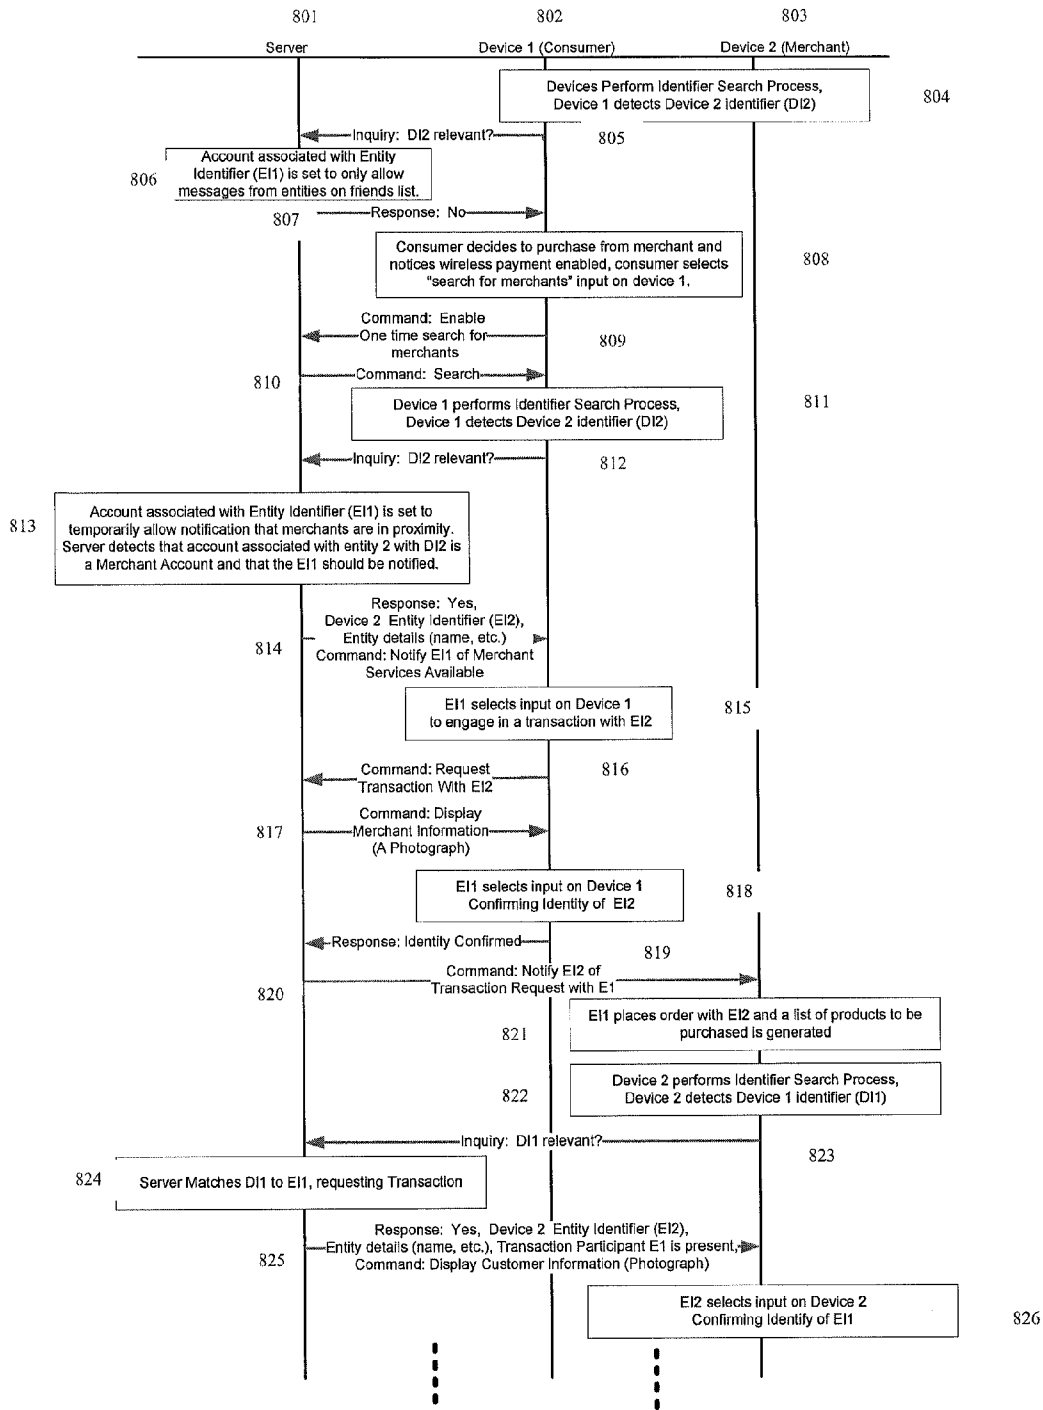 801
802
803
Server
Device 1 (Consumer)
Device 2 (Merchant)
Devices Perform Identifier Search Process,
Device 1 detects Device 2 identifier (DI2)
804
Inquiry: DI2 relevant?
805
Account associated with Entity
Identifier (EI1) is set to only allow
messages from entities on friends list.
806
Response: No
807
Consumer decides to purchase from merchant and
notices wireless payment enabled, consumer selects
"search for merchants" input on device 1.
808
Command: Enable
One time search for
merchants
809
Command: Search
810
Device 1 performs Identifier Search Process,
Device 1 detects Device 2 identifier (DI2)
811
Inquiry: DI2 relevant?
812
813
Account associated with Entity Identifier (EI1) is set to
temporarily allow notification that merchants are in proximity.
Server detects that account associated with entity 2 with DI2 is
a Merchant Account and that the EI1 should be notified.
Response: Yes,
Device 2 Entity Identifier (EI2),
Entity details (name, etc.)
Command: Notify EI1 of Merchant
Services Available
814
EI1 selects input on Device 1
to engage in a transaction with EI2
815
Command: Request
Transaction With EI2
816
Command: Display
Merchant Information
(A Photograph)
817
EI1 selects input on Device 1
Confirming Identity of EI2
818
Response: Identity Confirmed
819
Command: Notify EI2 of
Transaction Request with E1
820
EI1 places order with EI2 and a list of products to be
purchased is generated
821
Device 2 performs Identifier Search Process,
Device 2 detects Device 1 identifier (DI1)
822
Inquiry: DI1 relevant?
823
824
Server Matches DI1 to EI1, requesting Transaction
Response: Yes, Device 2 Entity Identifier (EI2),
Entity details (name, etc.), Transaction Participant E1 is present,
Command: Display Customer Information (Photograph)
825
EI2 selects input on Device 2
Confirming Identify of EI1
826